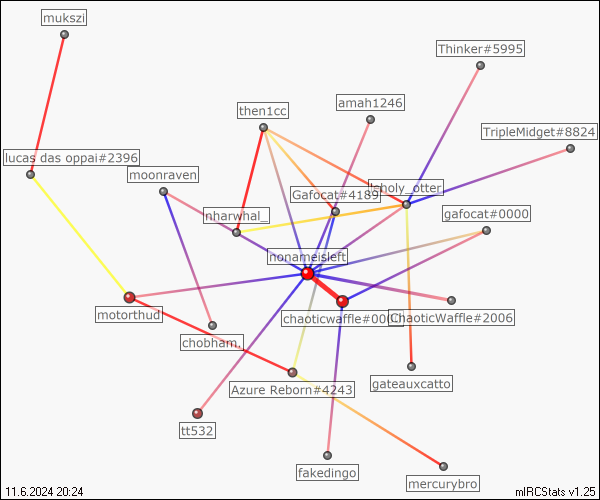 mukszi
Thinker#5995
then1cc
amah1246
TripleMidget#8824
lucas das oppai#2396
moonraven
Gafocat#4189
holy_otter
gafocat#0000
nharwhal_
nonameisleft
motorthud
chaoticwaffle#000
ChaoticWaffle#2006
chobham.
Azure Reborn#4243
gateauxcatto
tt532
fakedingo
mercurybro
11.6.2024 20:24
mIRCStats v1.25